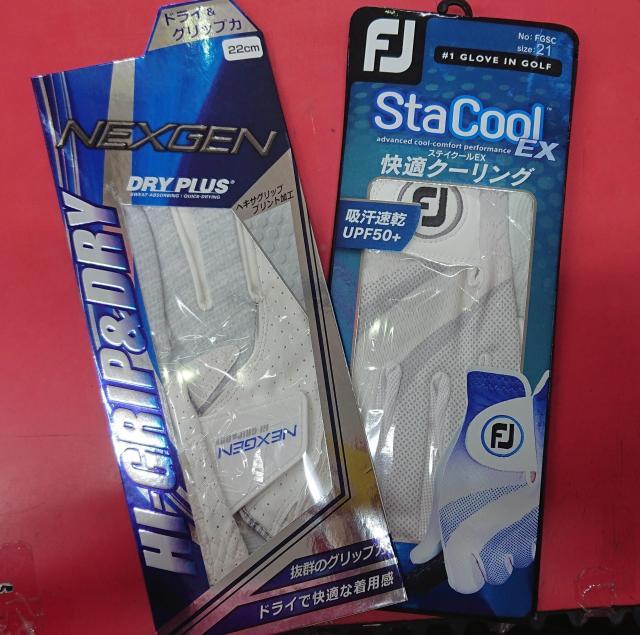 ドライ&
グリップ力
22cm
NEXGEN
DRY PLUS®
SWEAT-ABSORBING・QUICK-DRYING
ヘキサグリップ
プリント加工
HI-GRIP&DRY
NEXGEN
HI-GRIP&DRY
抜群のグリップ力
ドライで快適な着用感
FJ
No: FGSC
size: 21
#1 GLOVE IN GOLF
StaCool™
EX
advanced cool-comfort performance
ステイクールEX
快適クーリング
吸汗速乾
UPF50+
FJ
FJ